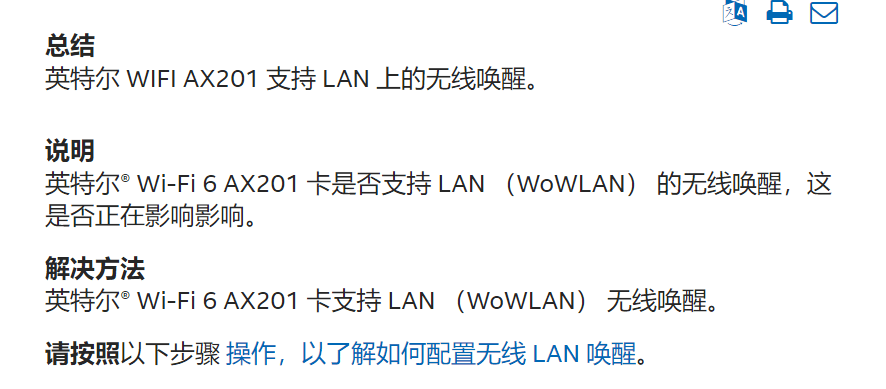 总结
英特尔 WIFI AX201 支持 LAN 上的无线唤醒。
说明
英特尔® Wi-Fi 6 AX201 卡是否支持 LAN （WoWLAN） 的无线唤醒，这
是否正在影响影响。
解决方法
英特尔® Wi-Fi 6 AX201 卡支持 LAN （WoWLAN） 无线唤醒。
请按照以下步骤 操作，以了解如何配置无线 LAN 唤醒。